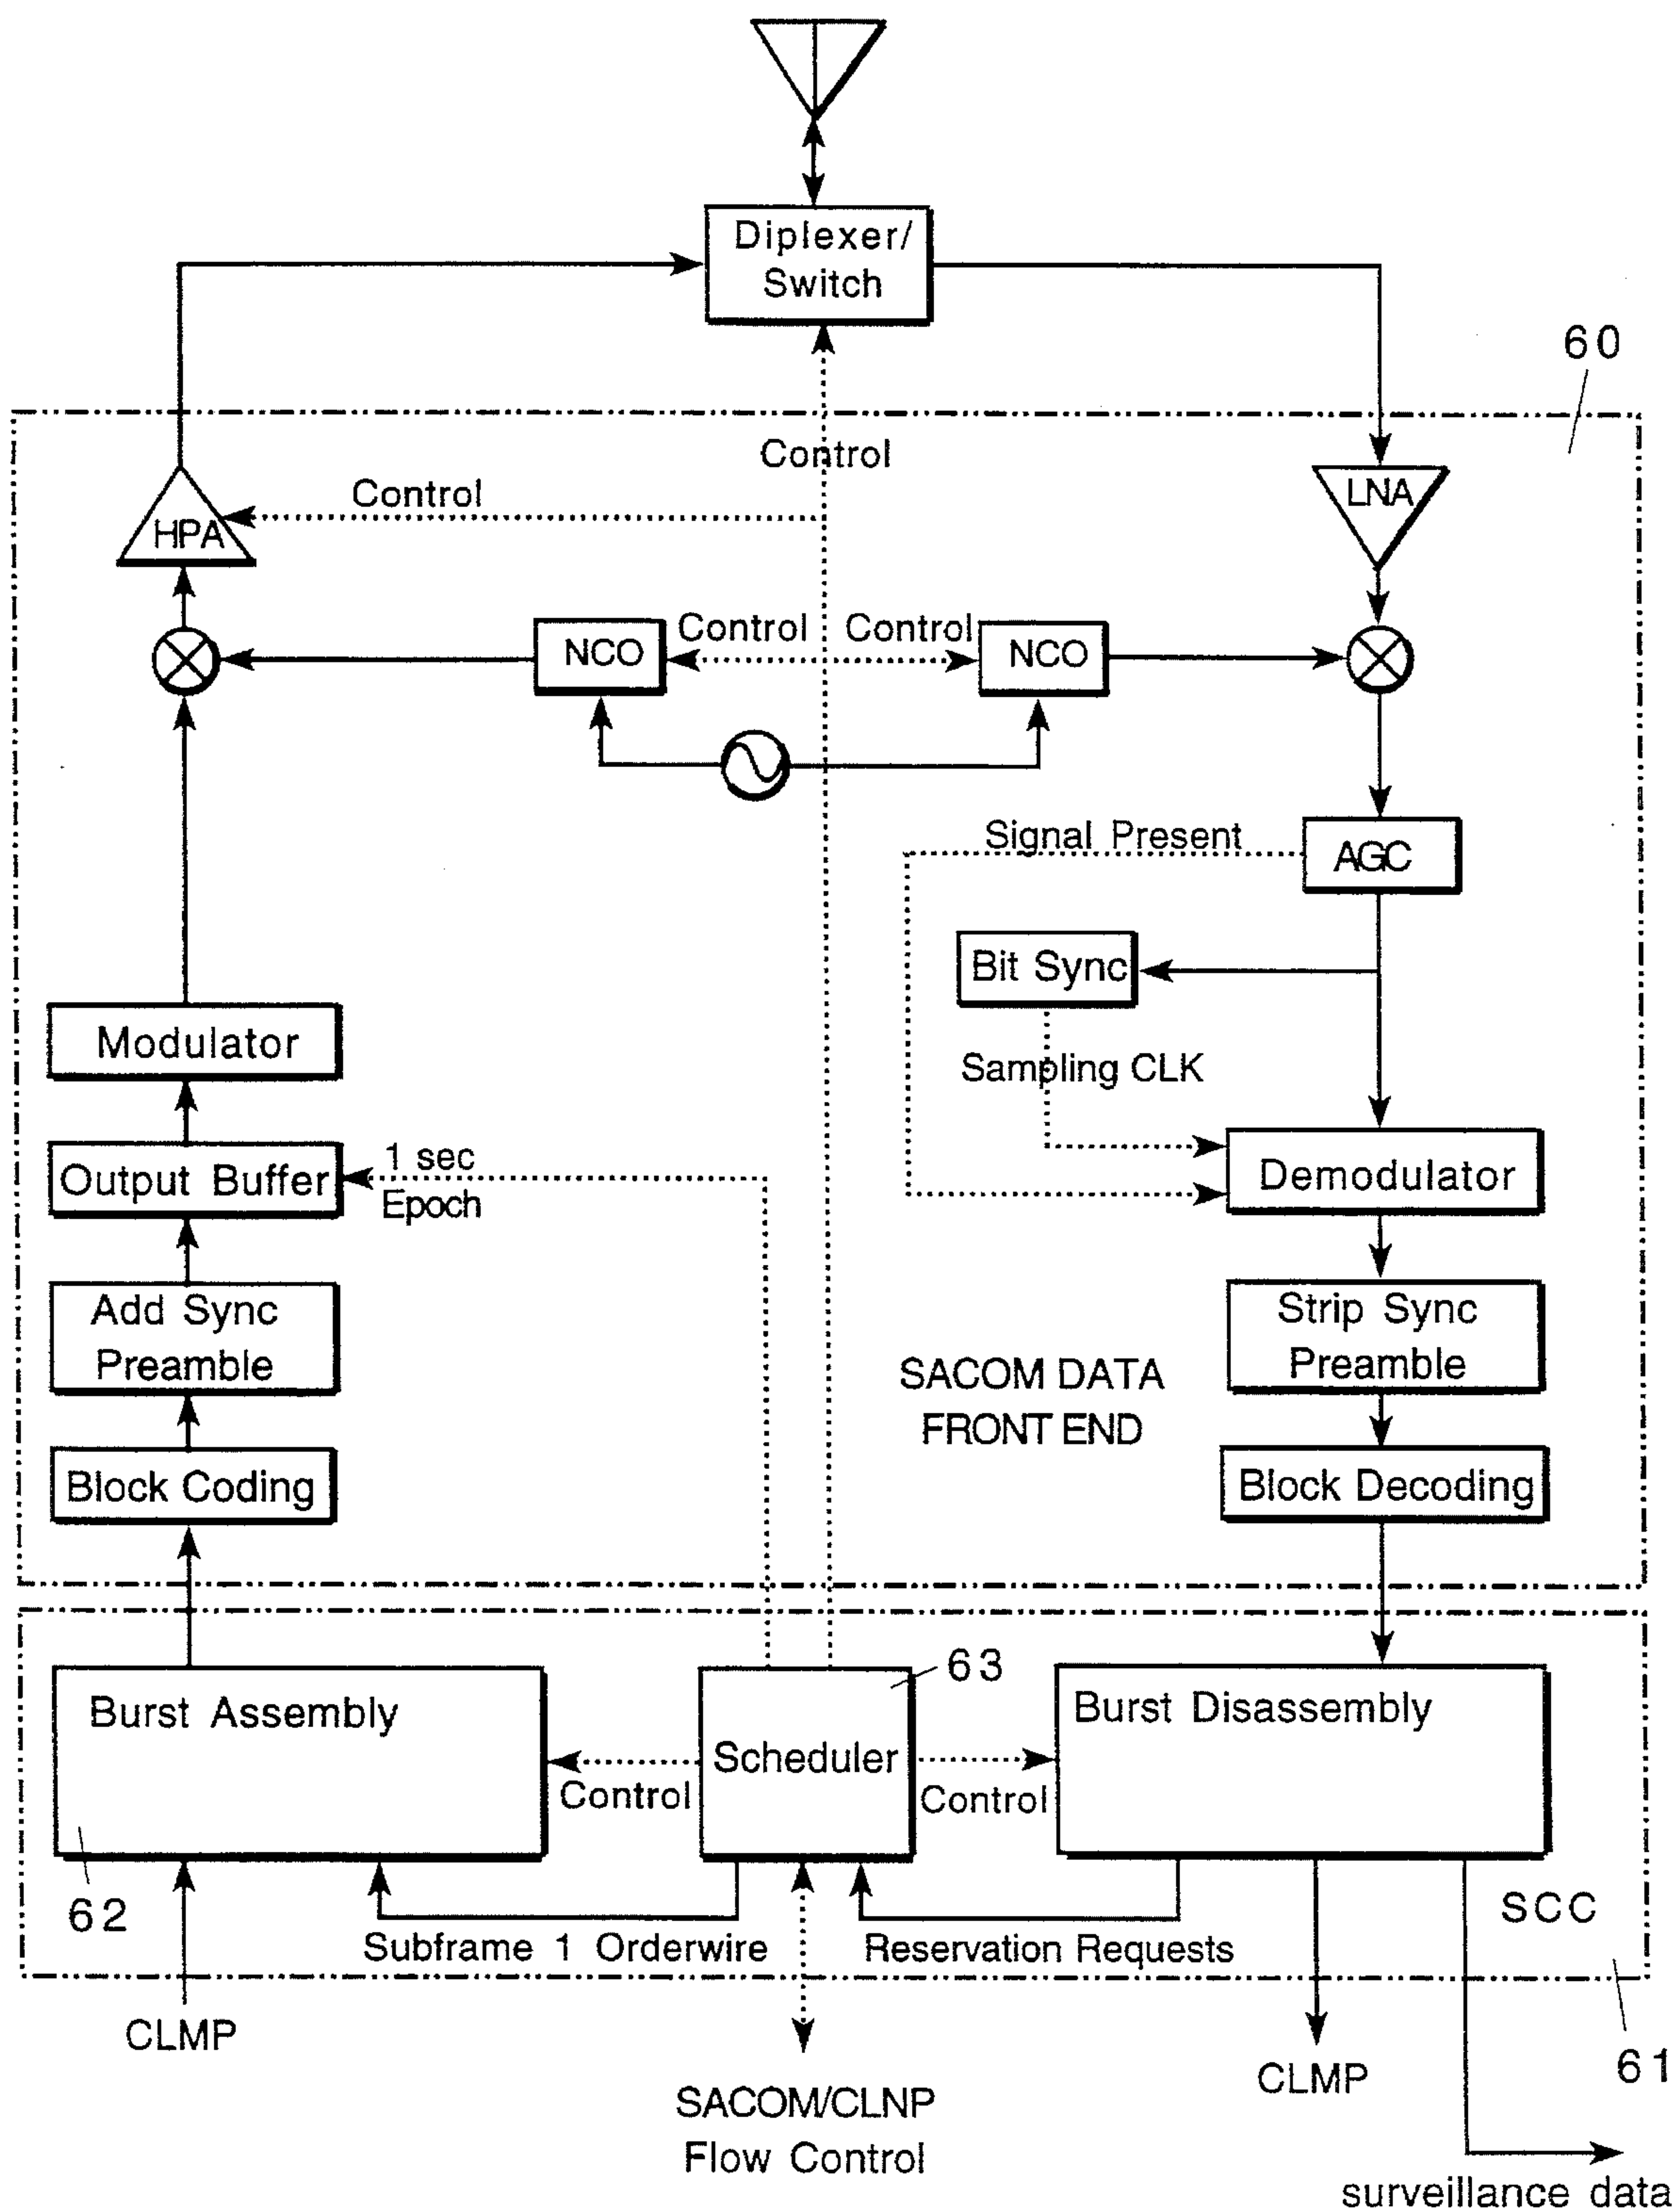 Diplexer/
Switch
60
Control
Control
HPA
LNA
NCO
Control
Control
NCO
Signal Present
AGC
Bit Sync
Modulator
Sampling CLK
Output Buffer
1 sec
Epoch
Demodulator
Add Sync
Preamble
Strip Sync
Preamble
SACOM DATA
FRONT END
Block Coding
Block Decoding
63
Burst Assembly
Scheduler
Burst Disassembly
Control
Control
62
SCC
Subframe 1 Orderwire
Reservation Requests
CLMP
CLMP
61
SACOM/CLNP
Flow Control
surveillance data